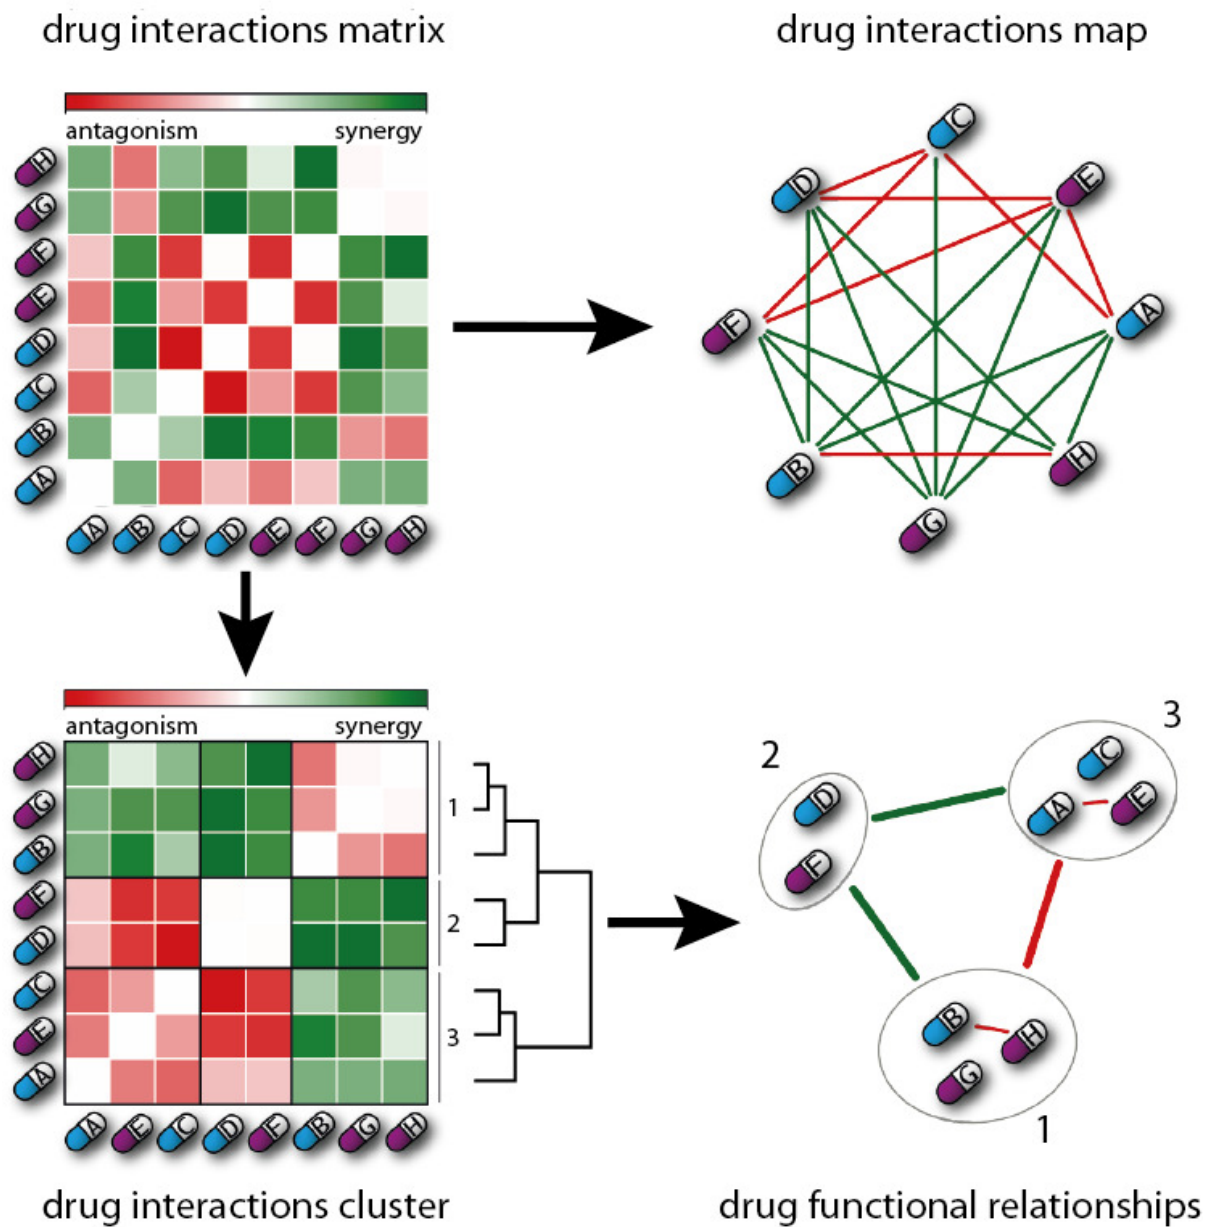 drug interactions matrix
drug interactions map
antagonism synergy
H
G
F
E
D
C
B
A
A B C D E F G H
C
D
E
F
A
B
H
G
antagonism synergy
H
G
B
F
D
C
E
A
1
2
3
A E C D F B G H
3
2
C
D
A
E
F
B
H
G
1
drug interactions cluster
drug functional relationships